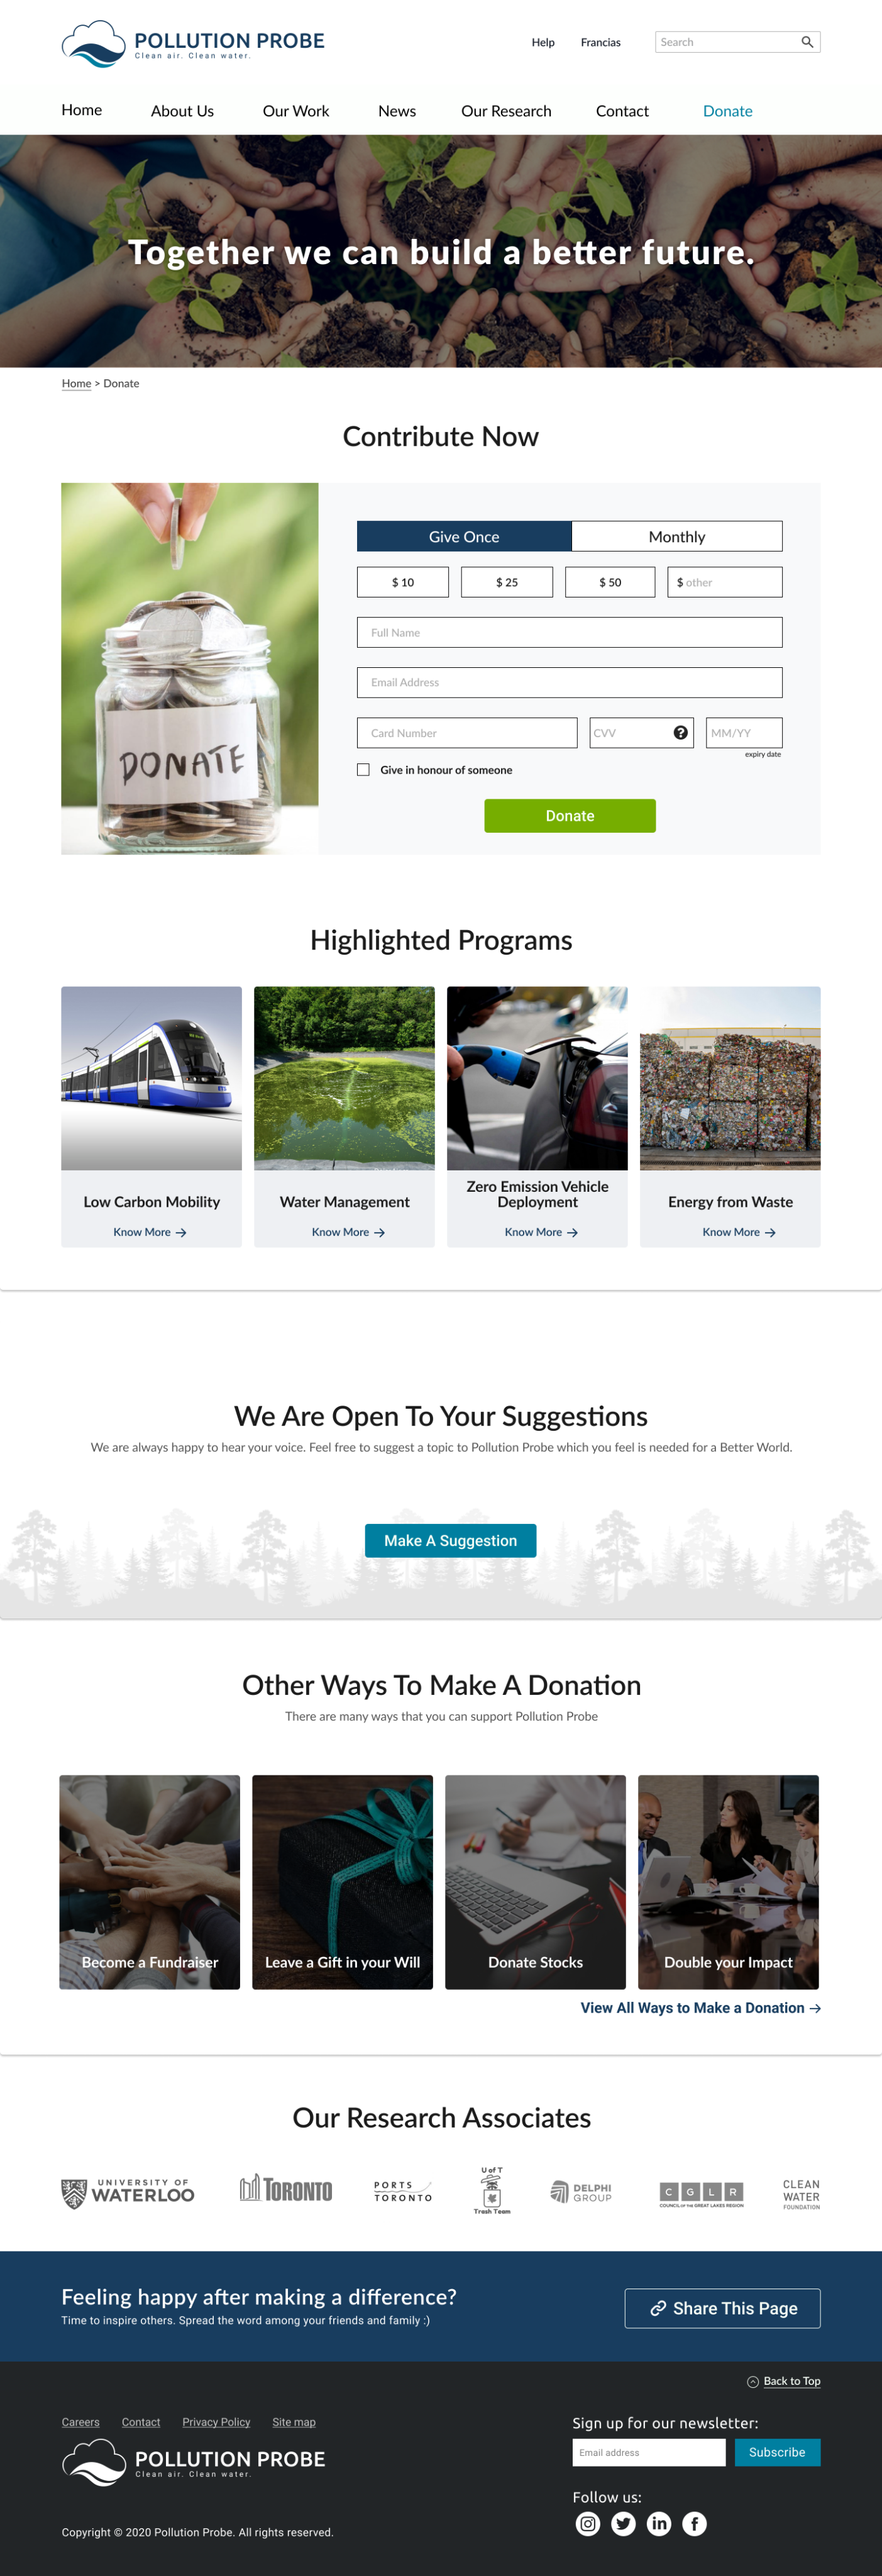 POLLUTION PROBE
Clean air. Clean water.
Help
Francias
Search
Home
About Us
Our Work
News
Our Research
Contact
Donate
Together we can build a better future.
Home > Donate
Contribute Now
DONATE
Give Once
Monthly
$ 10
$ 25
$ 50
$ other
Full Name
Email Address
Card Number
CVV
?
MM/YY
expiry date
Give in honour of someone
Donate
Highlighted Programs
Low Carbon Mobility
Know More →
Water Management
Know More →
Zero Emission Vehicle
Deployment
Know More →
Energy from Waste
Know More →
We Are Open To Your Suggestions
We are always happy to hear your voice. Feel free to suggest a topic to Pollution Probe which you feel is needed for a Better World.
Make A Suggestion
Other Ways To Make A Donation
There are many ways that you can support Pollution Probe
Become a Fundraiser
Leave a Gift in your Will
Donate Stocks
Double your Impact
View All Ways to Make a Donation →
Our Research Associates
UNIVERSITY OF
WATERLOO
TORONTO
PORTS
TORONTO
U of T
Trash Team
DELPHI
GROUP
C G L R
COUNCIL OF THE GREAT LAKES REGION
CLEAN
WATER
FOUNDATION
Feeling happy after making a difference?
Time to inspire others. Spread the word among your friends and family :)
Share This Page
Back to Top
Careers
Contact
Privacy Policy
Site map
POLLUTION PROBE
Clean air. Clean water.
Copyright © 2020 Pollution Probe. All rights reserved.
Sign up for our newsletter:
Email address
Subscribe
Follow us: